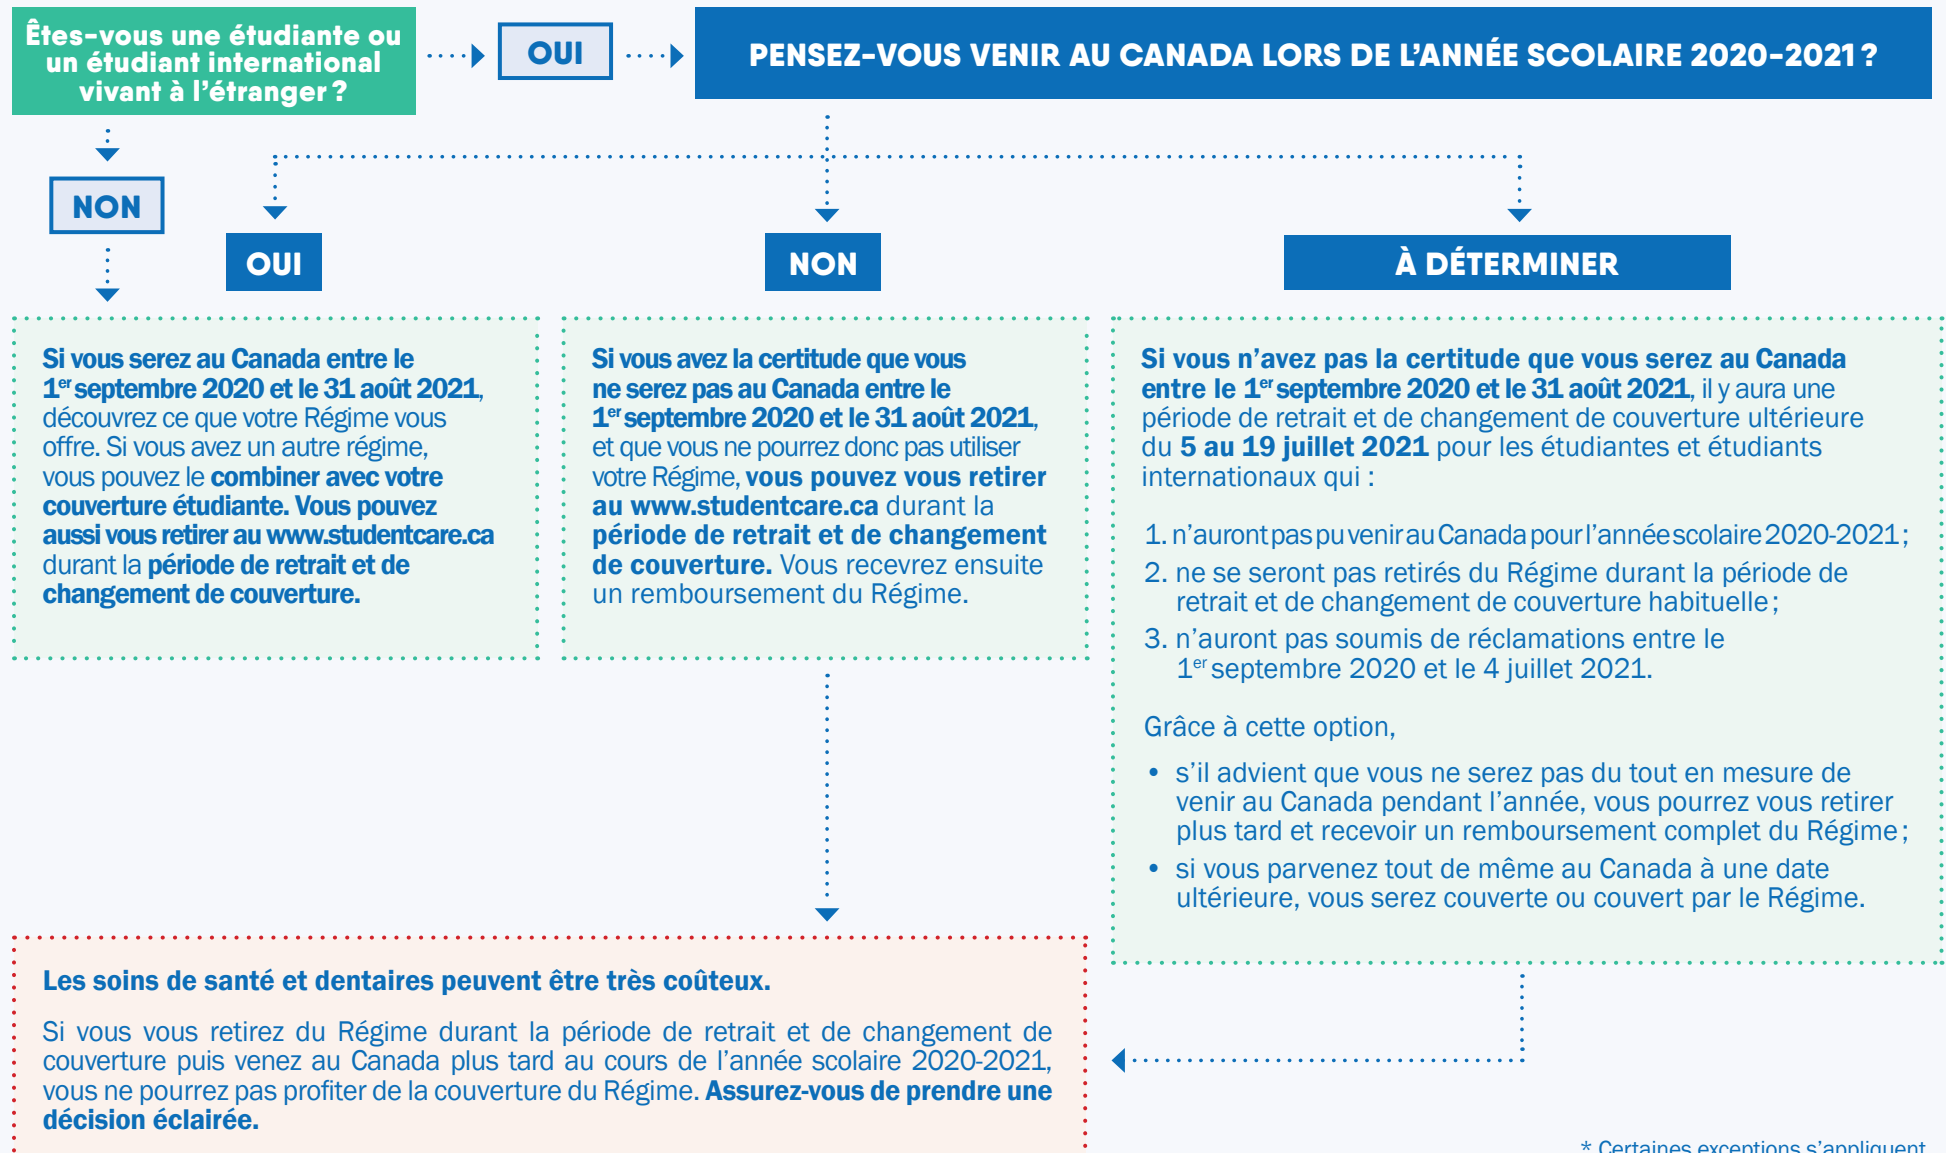 Êtes-vous une étudiante ou
un étudiant international
vivant à l'étranger ?
OUI
PENSEZ-VOUS VENIR AU CANADA LORS DE L'ANNÉE SCOLAIRE 2020-2021 ?
NON
OUI
NON
À DÉTERMINER
Si vous serez au Canada entre le
1er septembre 2020 et le 31 août 2021,
découvrez ce que votre Régime vous
offre. Si vous avez un autre régime,
vous pouvez le combiner avec votre
couverture étudiante. Vous pouvez
aussi vous retirer au www.studentcare.ca
durant la période de retrait et de
changement de couverture.
Si vous avez la certitude que vous
ne serez pas au Canada entre le
1er septembre 2020 et le 31 août 2021,
et que vous ne pourrez donc pas utiliser
votre Régime, vous pouvez vous retirer
au www.studentcare.ca durant la
période de retrait et de changement
de couverture. Vous recevrez ensuite
un remboursement du Régime.
Si vous n'avez pas la certitude que vous serez au Canada
entre le 1er septembre 2020 et le 31 août 2021, il y aura une
période de retrait et de changement de couverture ultérieure
du 5 au 19 juillet 2021 pour les étudiantes et étudiants
internationaux qui :
1. n'auront pas pu venir au Canada pour l'année scolaire 2020-2021 ;
2. ne se seront pas retirés du Régime durant la période de
retrait et de changement de couverture habituelle ;
3. n'auront pas soumis de réclamations entre le
1er septembre 2020 et le 4 juillet 2021.
Grâce à cette option,
• s'il advient que vous ne serez pas du tout en mesure de
venir au Canada pendant l'année, vous pourrez vous retirer
plus tard et recevoir un remboursement complet du Régime ;
• si vous parvenez tout de même au Canada à une date
ultérieure, vous serez couverte ou couvert par le Régime.
Les soins de santé et dentaires peuvent être très coûteux.
Si vous vous retirez du Régime durant la période de retrait et de changement de
couverture puis venez au Canada plus tard au cours de l'année scolaire 2020-2021,
vous ne pourrez pas profiter de la couverture du Régime. Assurez-vous de prendre une
décision éclairée.
* Certaines exceptions s'appliquent